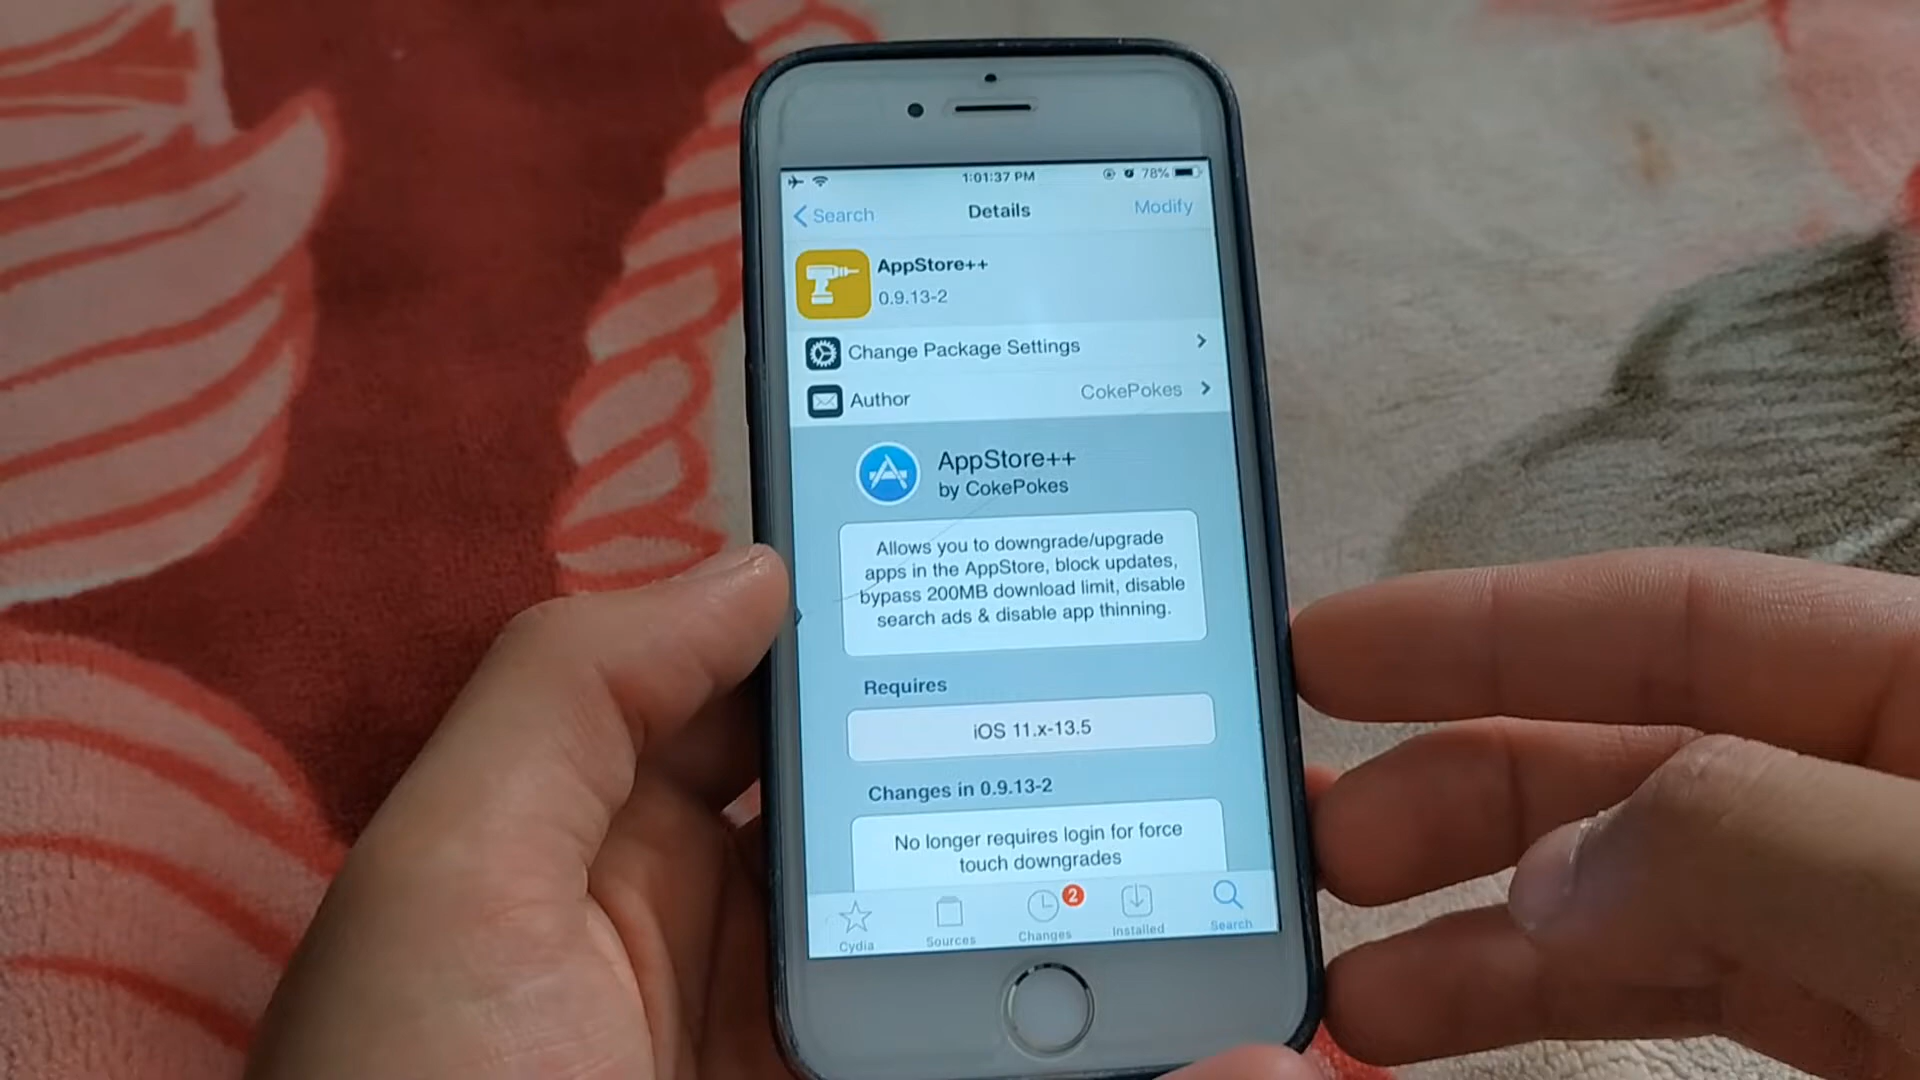 1:01:37 PM
78%
Search
Details
Modify
AppStore++
0.9.13-2
Change Package Settings
Author
CokePokes
AppStore++
by CokePokes
Allows you to downgrade/upgrade
apps in the AppStore, block updates,
bypass 200MB download limit, disable
search ads & disable app thinning.
Requires
iOS 11.x-13.5
Changes in 0.9.13-2
No longer requires login for force
touch downgrades
2
Cydia
Sources
Changes
Installed
Search